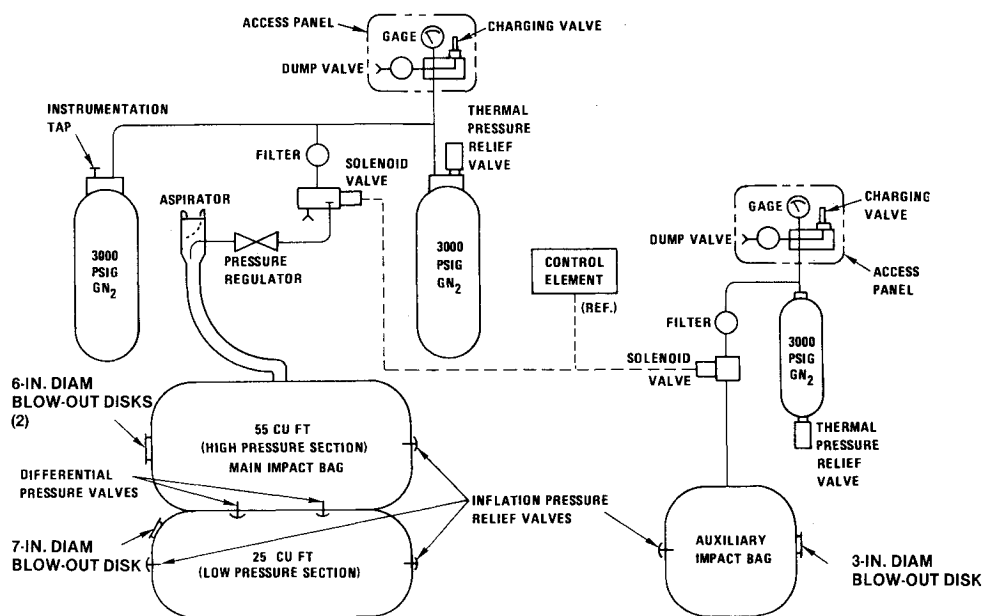 ACCESS PANEL
GAGE
CHARGING VALVE
DUMP VALVE
INSTRUMENTATION
TAP
THERMAL
PRESSURE
RELIEF
VALVE
FILTER
SOLENOID
VALVE
ASPIRATOR
3000
PSIG
GN2
PRESSURE
REGULATOR
3000
PSIG
GN2
CONTROL
ELEMENT
(REF.)
GAGE
CHARGING
VALVE
DUMP VALVE
ACCESS
PANEL
FILTER
SOLENOID
VALVE
3000
PSIG
GN2
THERMAL
PRESSURE
RELIEF
VALVE
6-IN. DIAM
BLOW-OUT DISKS
(2)
55 CU FT
(HIGH PRESSURE SECTION)
MAIN IMPACT BAG
DIFFERENTIAL
PRESSURE VALVES
INFLATION PRESSURE
RELIEF VALVES
7-IN. DIAM
BLOW-OUT DISK
25 CU FT
(LOW PRESSURE SECTION)
AUXILIARY
IMPACT BAG
3-IN. DIAM
BLOW-OUT DISK